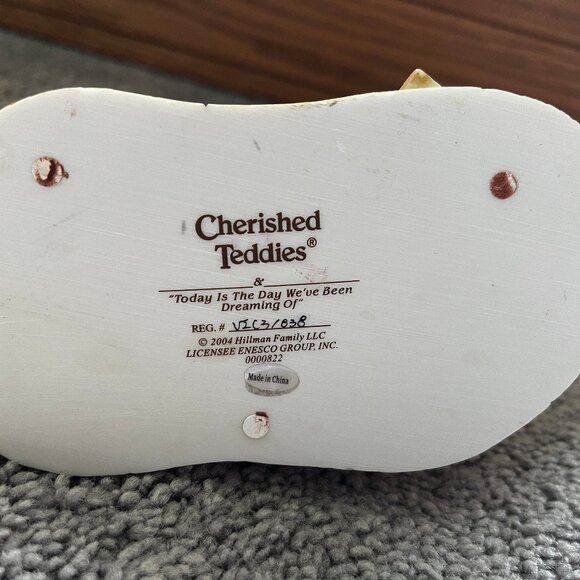 Cherished
Teddies®
&
"Today Is The Day We've Been
Dreaming Of"
REG. # VIC3/038
© 2004 Hillman Family LLC
LICENSEE ENESCO GROUP, INC.
0000822
Made in China